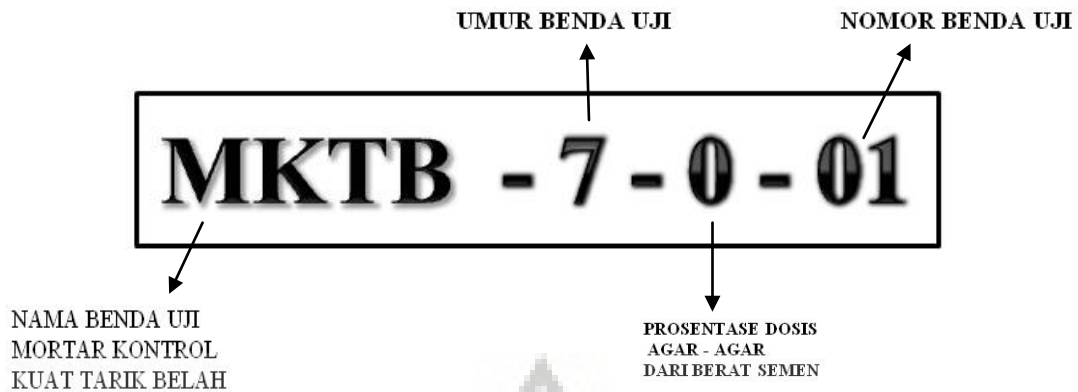 UMUR BENDA UJI
NOMOR BENDA UJI
MKTB - 7 - 0 - 01
NAMA BENDA UJI
MORTAR KONTROL
KUAT TARIK BELAH
PROSENTASE DOSIS
AGAR - AGAR
DARI BERAT SEMEN